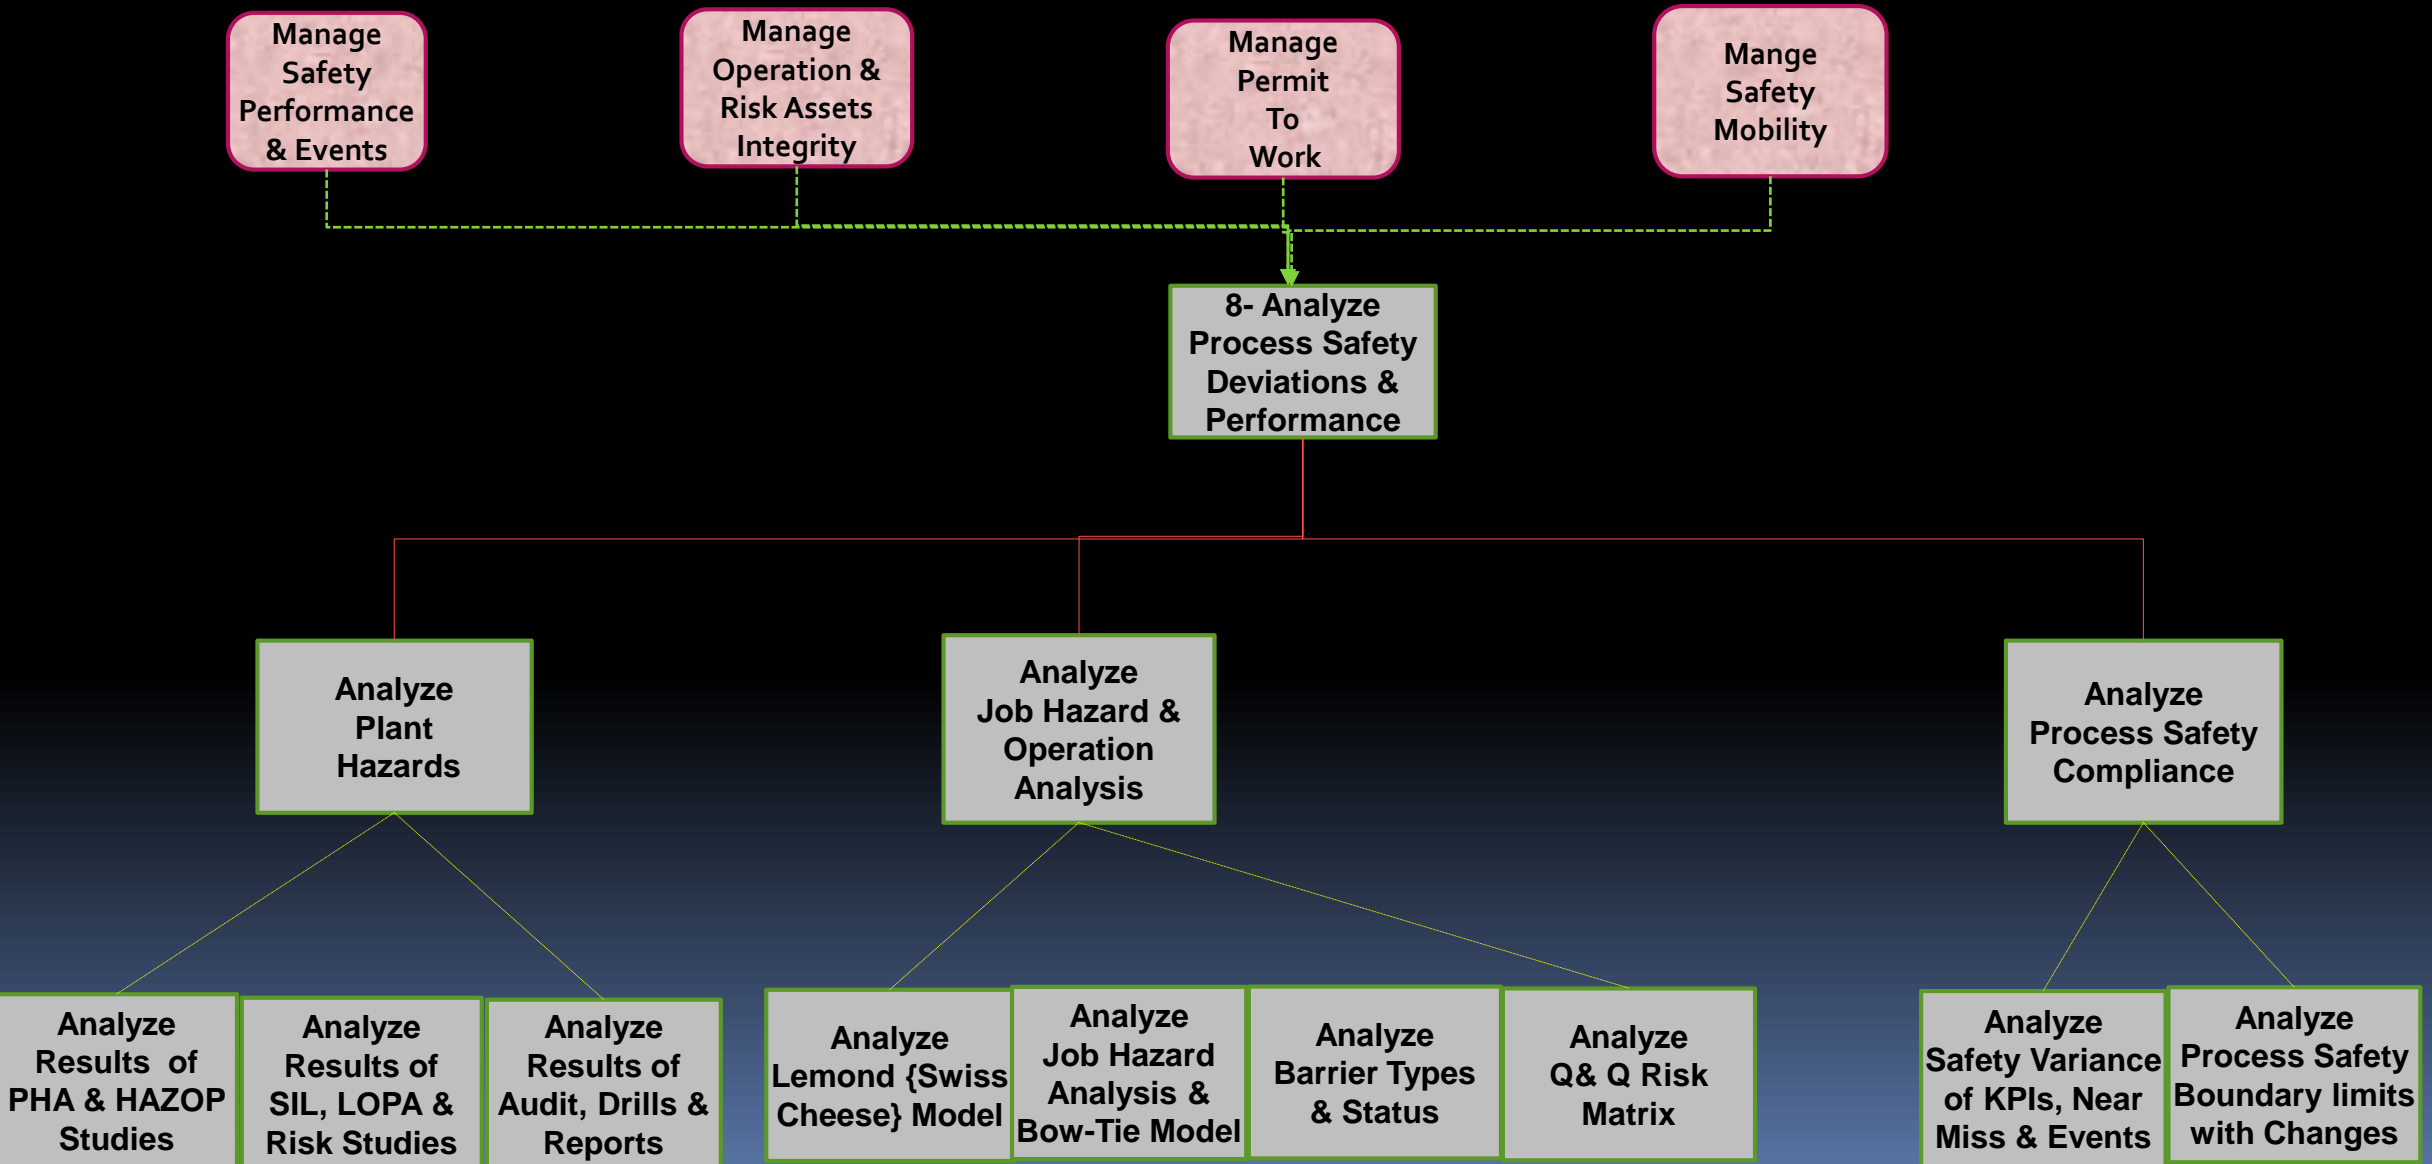 Manage
Safety
Performance
& Events
Manage
Operation &
Risk Assets
Integrity
Manage
Permit
To
Work
Mange
Safety
Mobility
8- Analyze
Process Safety
Deviations &
Performance
Analyze
Plant
Hazards
Analyze
Job Hazard &
Operation
Analysis
Analyze
Process Safety
Compliance
Analyze
Results of
PHA & HAZOP
Studies
Analyze
Results of
SIL, LOPA &
Risk Studies
Analyze
Results of
Audit, Drills &
Reports
Analyze
Lemond {Swiss
Cheese} Model
Analyze
Job Hazard
Analysis &
Bow-Tie Model
Analyze
Barrier Types
& Status
Analyze
Q& Q Risk
Matrix
Analyze
Safety Variance
of KPIs, Near
Miss & Events
Analyze
Process Safety
Boundary limits
with Changes